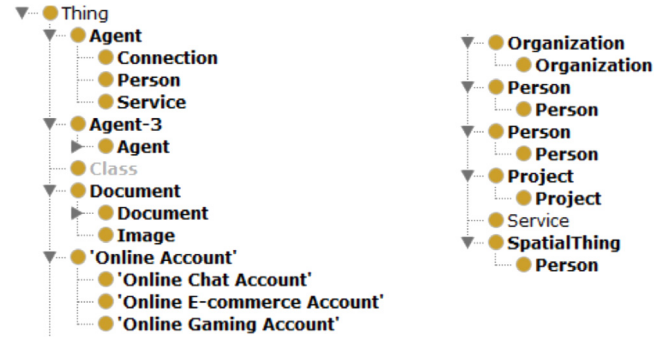 Thing
Agent
Connection
Person
Service
Agent-3
Agent
Class
Document
Document
Image
'Online Account'
'Online Chat Account'
'Online E-commerce Account'
'Online Gaming Account'
Organization
Organization
Person
Person
Person
Person
Project
Project
Service
SpatialThing
Person